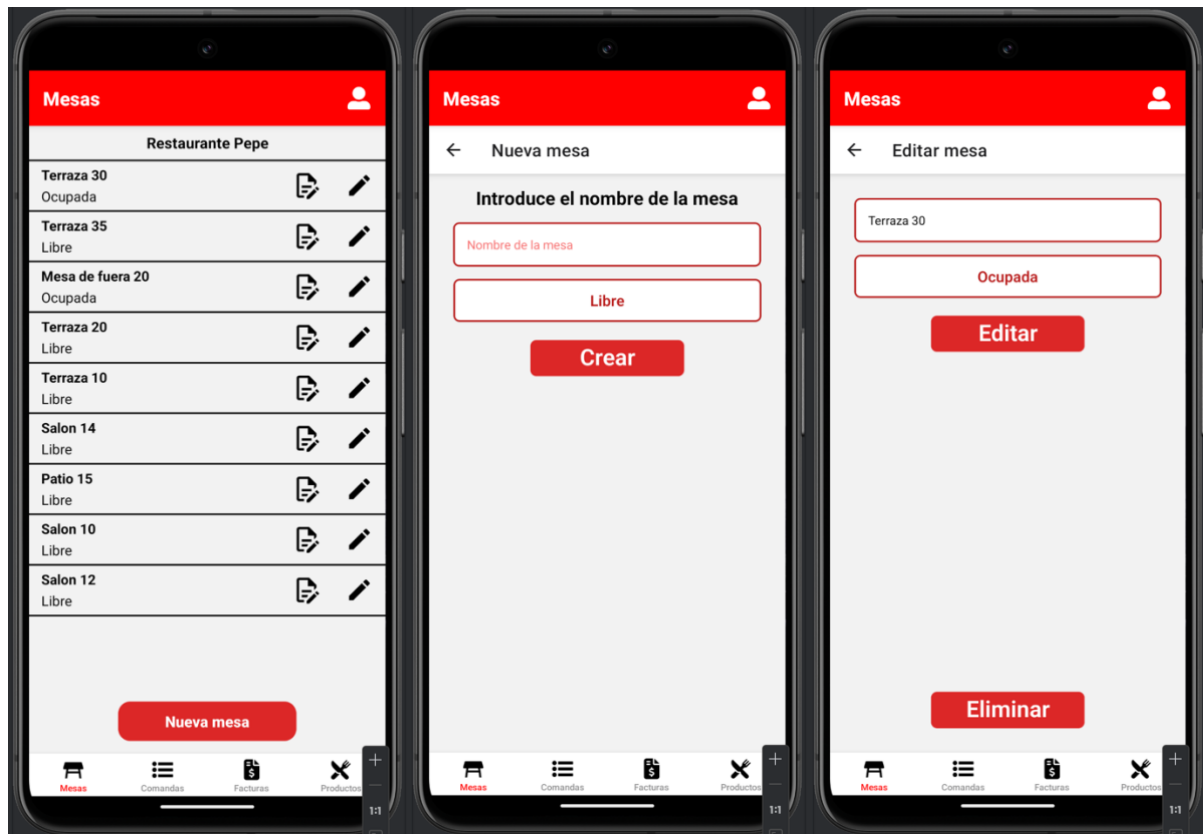 Mesas
Restaurante Pepe
Terraza 30
Ocupada
Terraza 35
Libre
Mesa de fuera 20
Ocupada
Terraza 20
Libre
Terraza 10
Libre
Salon 14
Libre
Patio 15
Libre
Salon 10
Libre
Salon 12
Libre
Nueva mesa
Mesas Comandas Facturas Productos
1:1
Mesas
Nueva mesa
Introduce el nombre de la mesa
Nombre de la mesa
Libre
Crear
Mesas Comandas Facturas Productos
1:1
Mesas
Editar mesa
Terraza 30
Ocupada
Editar
Eliminar
Mesas Comandas Facturas Productos
1:1